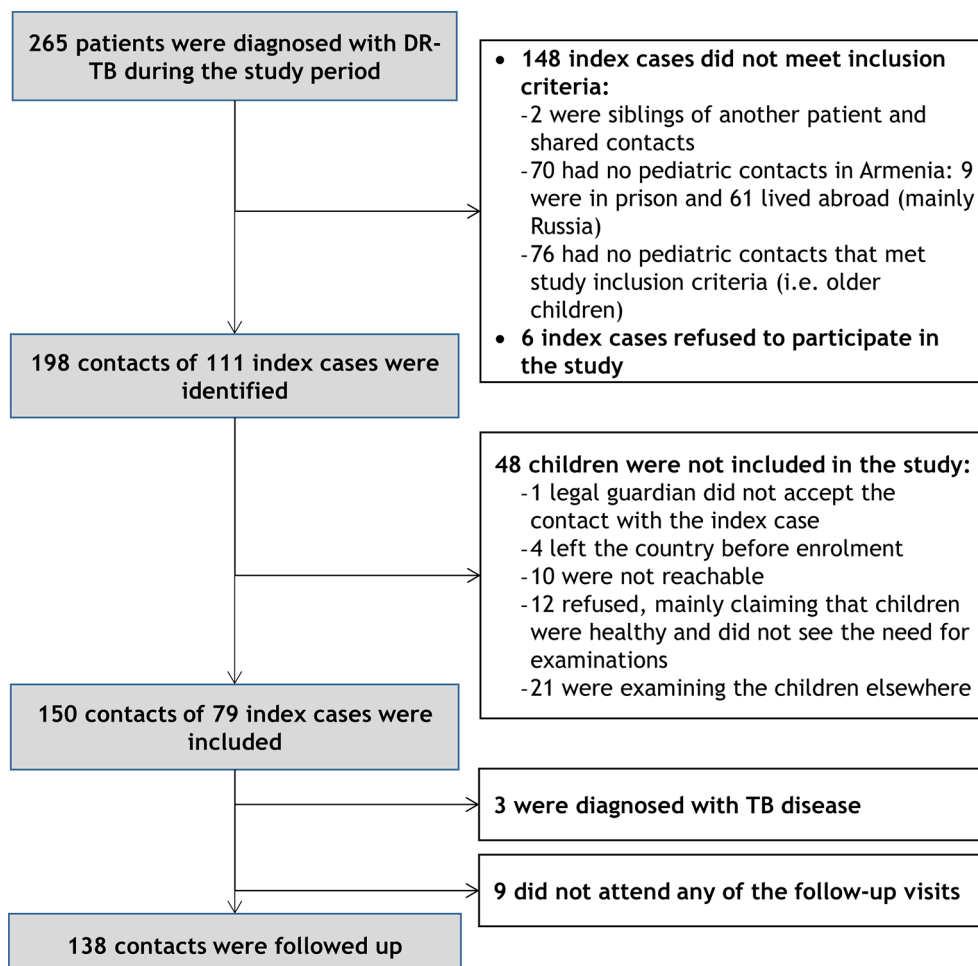 265 patients were diagnosed with DR-
TB during the study period
• 148 index cases did not meet inclusion
criteria:
-2 were siblings of another patient and
shared contacts
-70 had no pediatric contacts in Armenia: 9
were in prison and 61 lived abroad (mainly
Russia)
-76 had no pediatric contacts that met
study inclusion criteria (i.e. older
children)
• 6 index cases refused to participate in
the study
198 contacts of 111 index cases were
identified
48 children were not included in the study:
-1 legal guardian did not accept the
contact with the index case
-4 left the country before enrolment
-10 were not reachable
-12 refused, mainly claiming that children
were healthy and did not see the need for
examinations
-21 were examining the children elsewhere
150 contacts of 79 index cases were
included
3 were diagnosed with TB disease
9 did not attend any of the follow-up visits
138 contacts were followed up